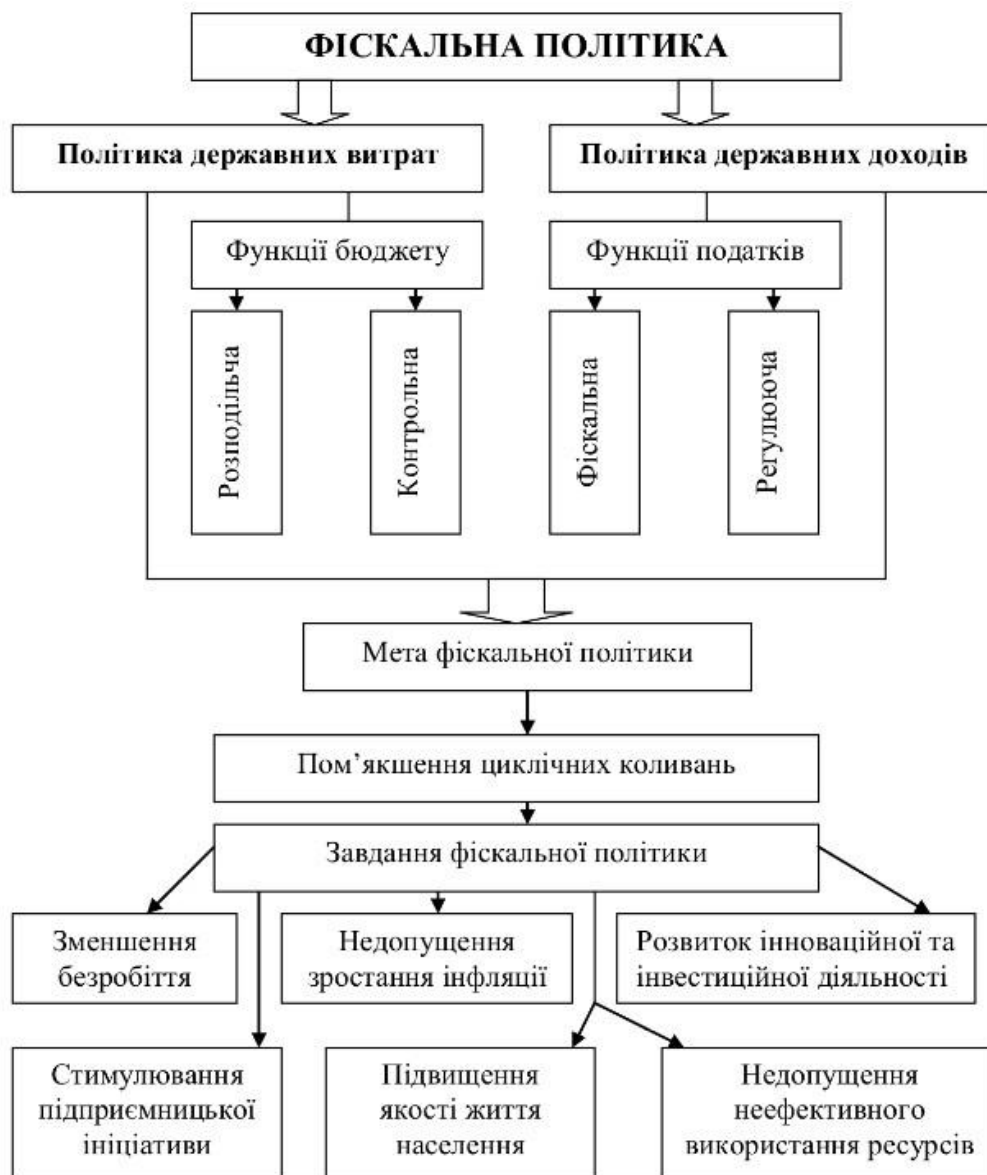 ФІСКАЛЬНА ПОЛІТИКА
Політика державних витрат
Політика державних доходів
Функції бюджету
Функції податків
Розподільча
Контрольна
Фіскальна
Регулююча
Мета фіскальної політики
Пом’якшення циклічних коливань
Завдання фіскальної політики
Зменшення
безробіття
Недопущення
зростання інфляції
Розвиток інноваційної та
інвестиційної діяльності
Стимулювання
підприємницької
ініціативи
Підвищення
якості життя
населення
Недопущення
неефективного
використання ресурсів